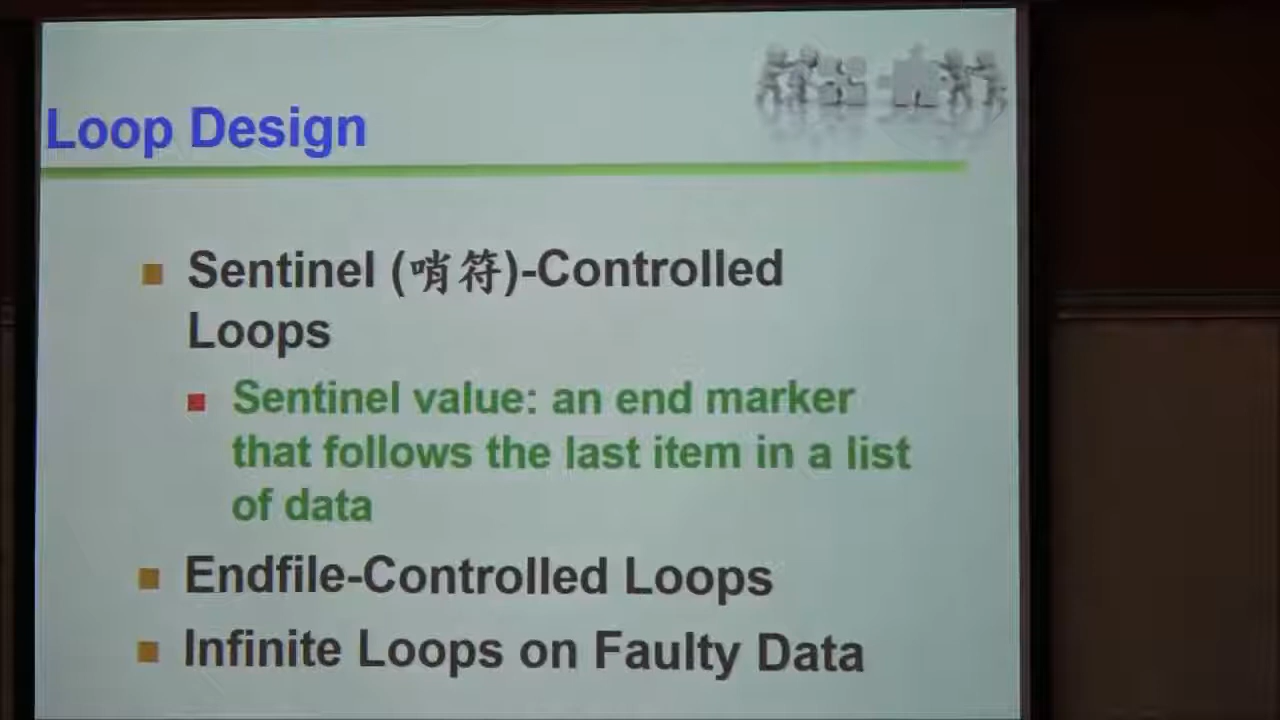 Loop Design
Sentinel (哨符)-Controlled
Loops
Sentinel value: an end marker
that follows the last item in a list
of data
Endfile-Controlled Loops
Infinite Loops on Faulty Data